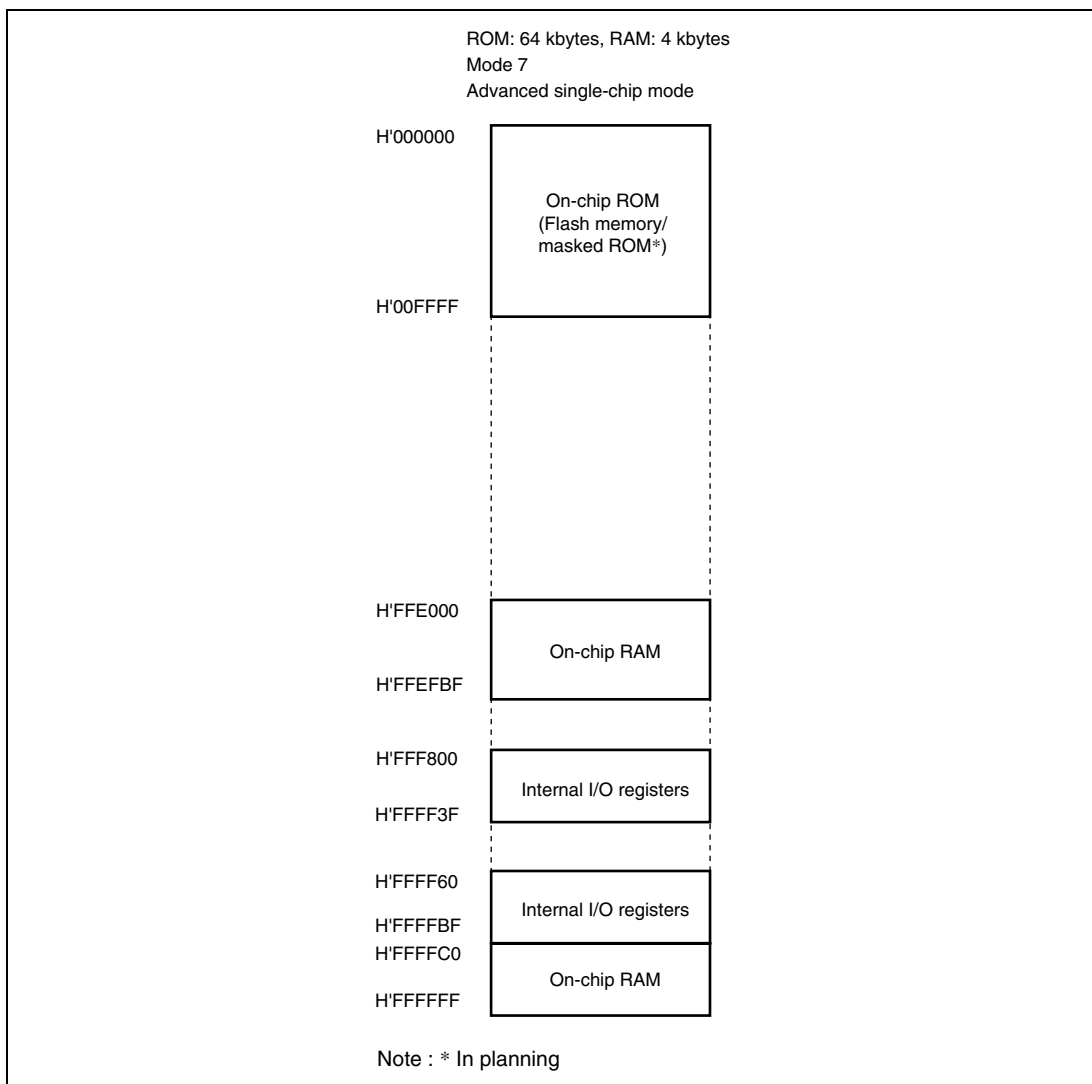 ROM: 64 kbytes, RAM: 4 kbytes
Mode 7
Advanced single-chip mode
H'000000
On-chip ROM
(Flash memory/
masked ROM*)
H'00FFFF
H'FFE000
On-chip RAM
H'FFEFBF
H'FFF800
Internal I/O registers
H'FFFF3F
H'FFFF60
Internal I/O registers
H'FFFFBF
H'FFFFC0
On-chip RAM
H'FFFFFF
Note : * In planning